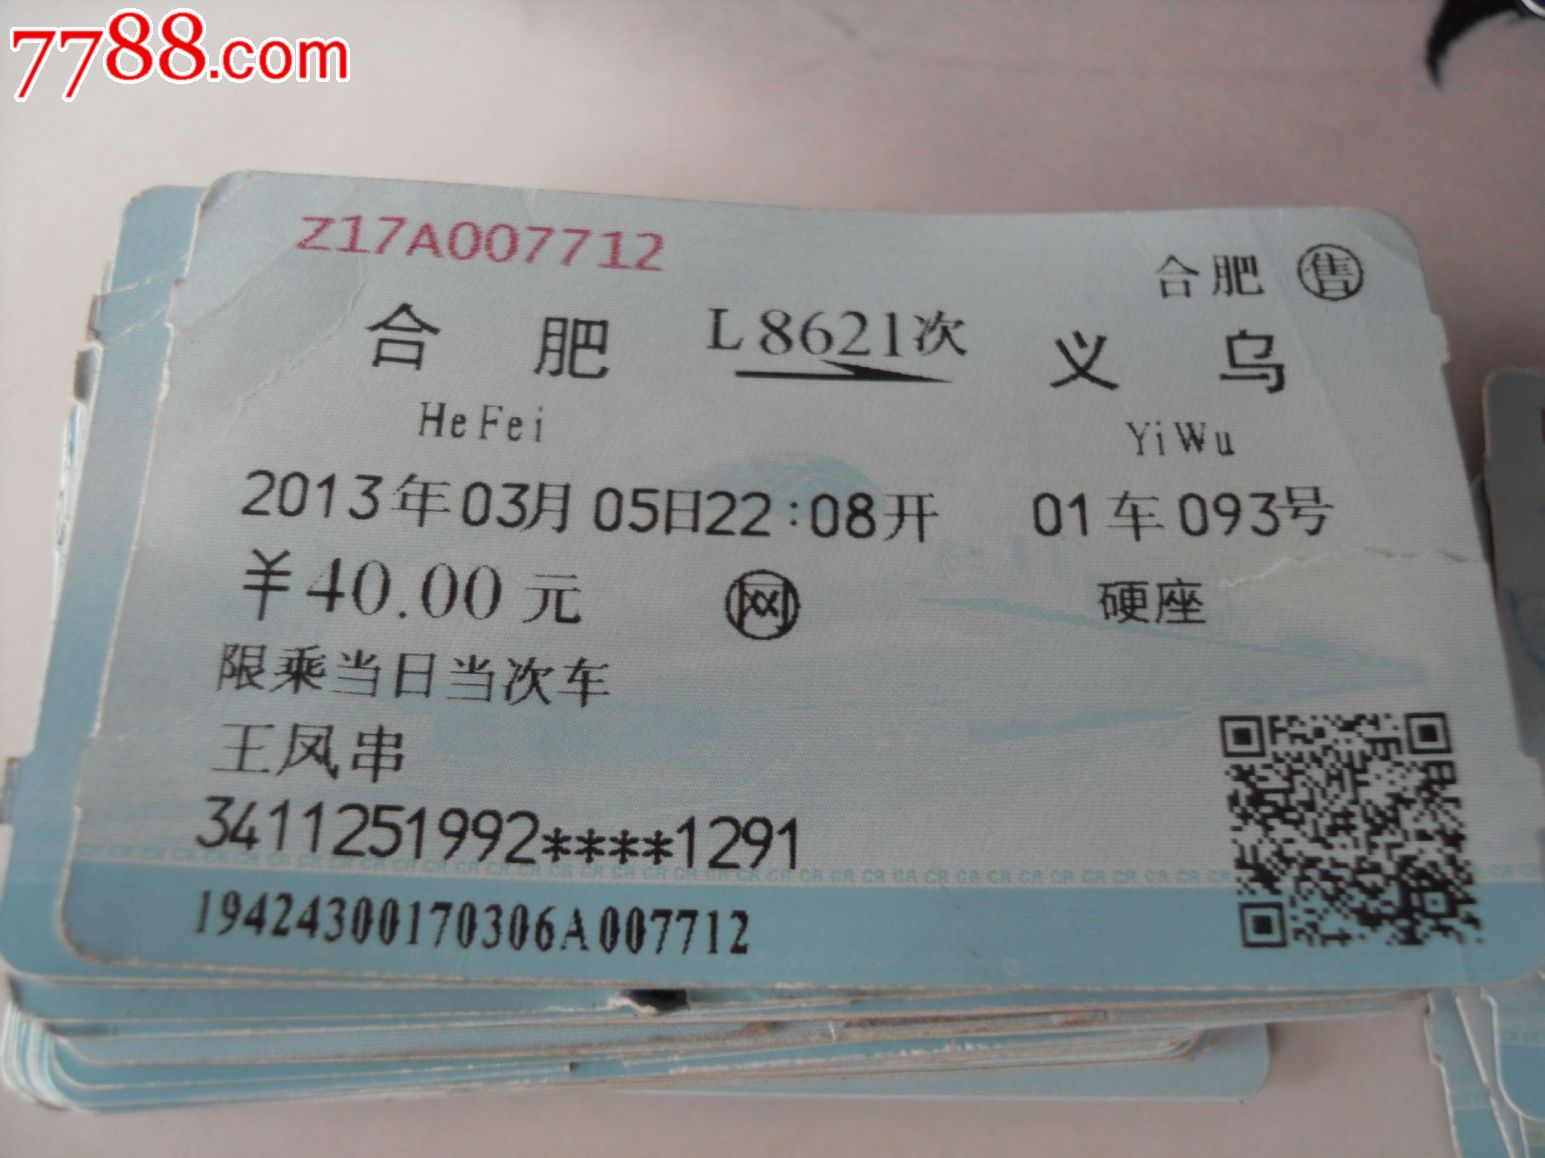 7788.com
Z17A007712
合肥 售
合肥 L8621次 义乌
HeFei YiWu
2013年03月05日22:08开 01车093号
￥40.00元 网 硬座
限乘当日当次车
王凤串
3411251992****1291
19424300170306A007712